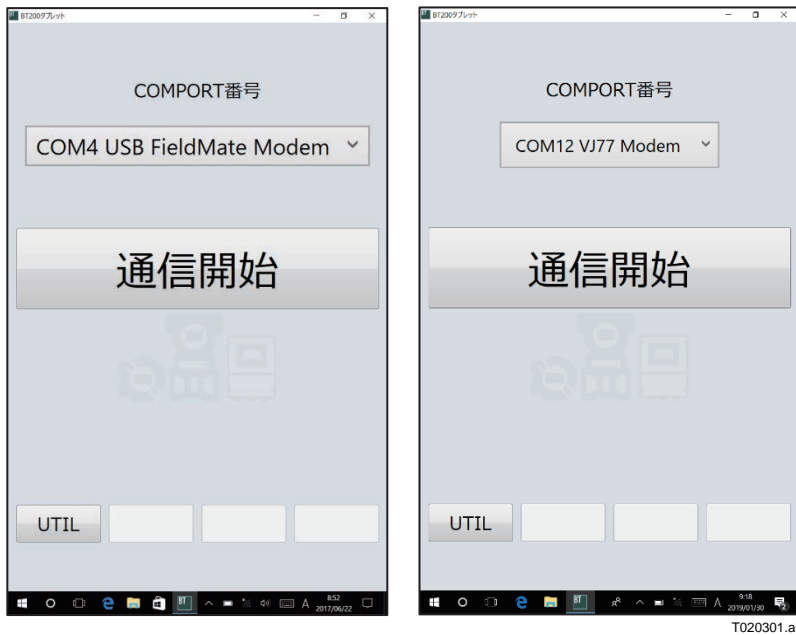 BT200タブレット
COMPORT番号
COM4 USB FieldMate Modem
通信開始
UTIL
BT
A
8:52
2017/06/22
BT200タブレット
COMPORT番号
COM12 VJ77 Modem
通信開始
UTIL
BT
A
9:18
2019/01/30
2
T020301.a